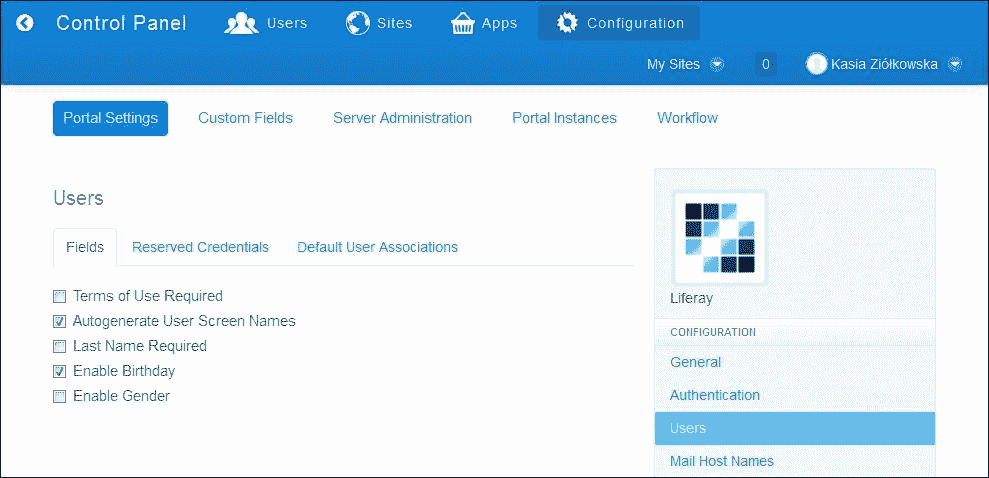 Control Panel Users Sites Apps Configuration
My Sites 0 Kasia Ziółkowska
Portal Settings Custom Fields Server Administration Portal Instances Workflow
Users
Fields Reserved Credentials Default User Associations
Terms of Use Required
Autogenerate User Screen Names
Last Name Required
Enable Birthday
Enable Gender
Liferay
CONFIGURATION
General
Authentication
Users
Mail Host Names